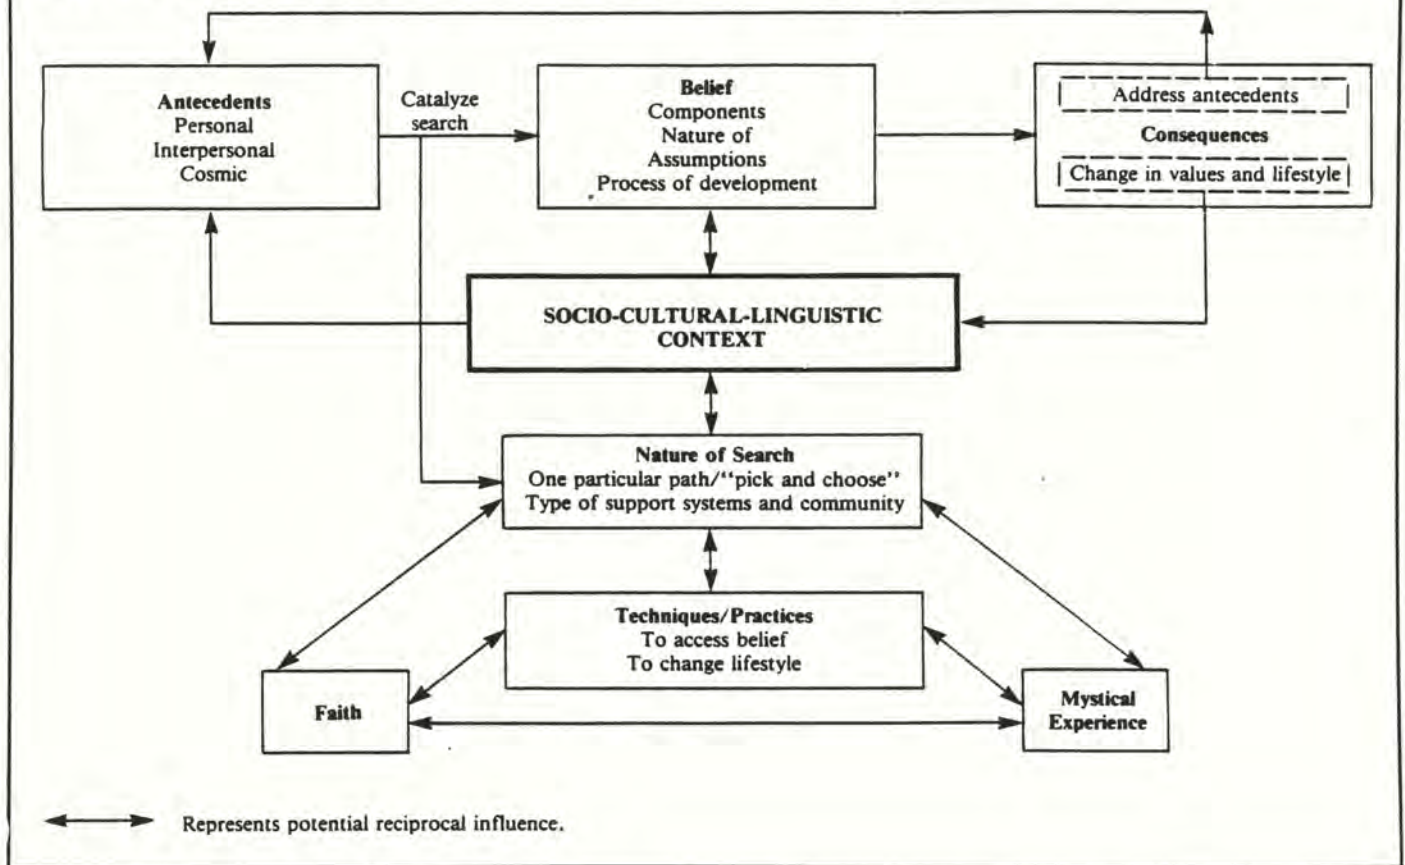 Antecedents
Personal
Interpersonal
Cosmic
Catalyze
search
Belief
Components
Nature of
Assumptions
Process of development
Address antecedents
Consequences
Change in values and lifestyle
SOCIO-CULTURAL-LINGUISTIC
CONTEXT
Nature of Search
One particular path/“pick and choose”
Type of support systems and community
Techniques/Practices
To access belief
To change lifestyle
Faith
Mystical
Experience
Represents potential reciprocal influence.